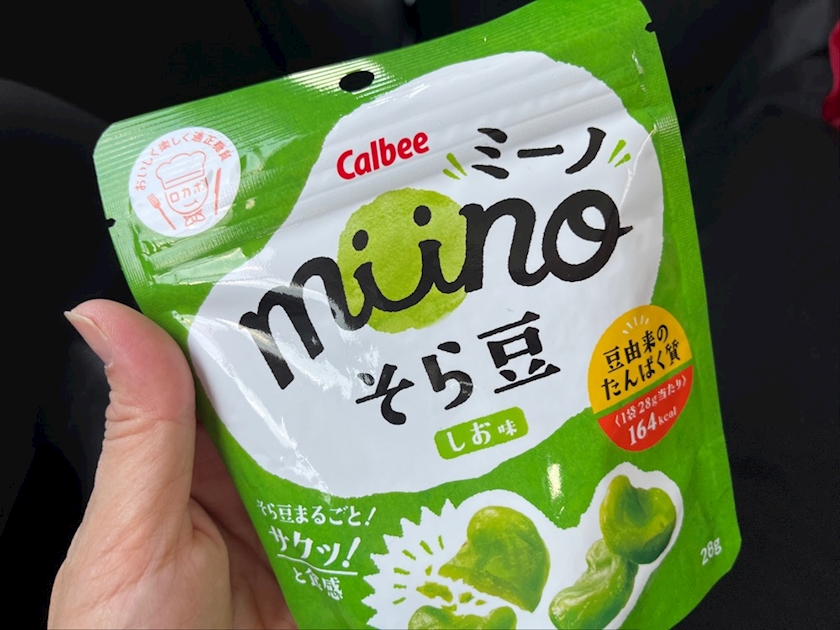 おいしく楽しく適正糖質
ロカボ
Calbee
ミーノ
miino
そら豆
しお味
豆由来の
たんぱく質
〈1袋28g当たり〉
164kcal
そら豆まるごと!
サクッ!
と食感
28g